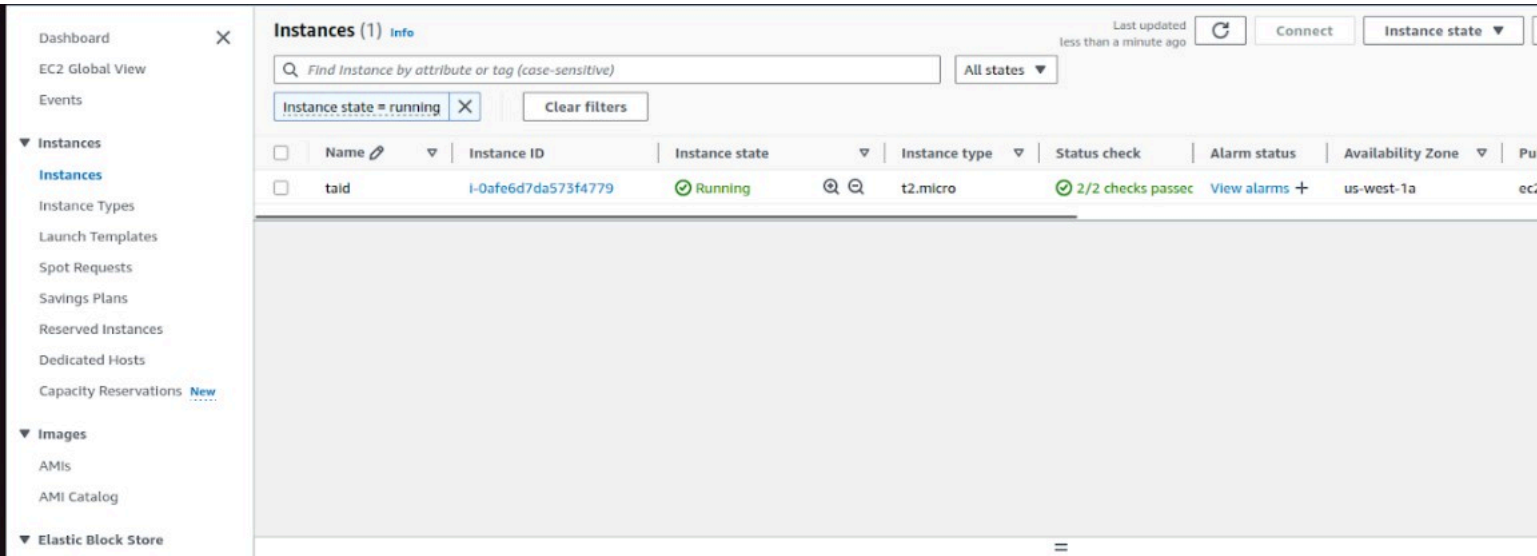 Dashboard
EC2 Global View
Events
Instances
Instances
Instance Types
Launch Templates
Spot Requests
Savings Plans
Reserved Instances
Dedicated Hosts
Capacity Reservations New
Images
AMIs
AMI Catalog
Elastic Block Store
Instances (1) Info
Last updated
less than a minute ago
Connect
Instance state
Find Instance by attribute or tag (case-sensitive)
All states
Instance state = running
Clear filters
Name Instance ID Instance state Instance type Status check Alarm status Availability Zone Pu
taid i-0afe6d7da573f4779 Running t2.micro 2/2 checks passec View alarms + us-west-1a ec2